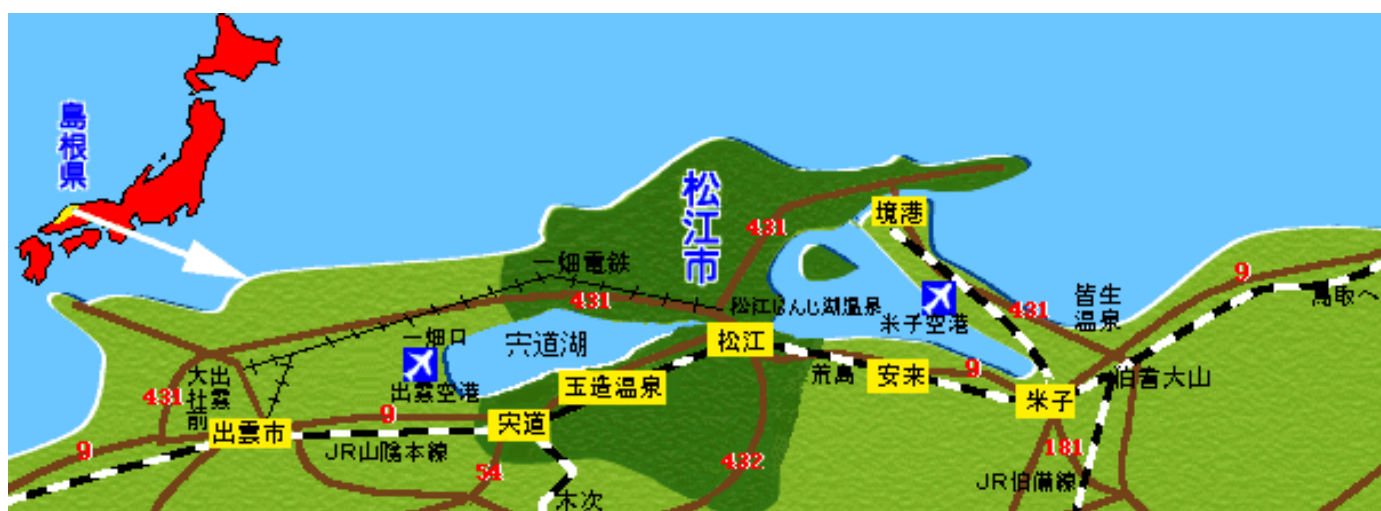 島根県
松江市
境港
431
一畑電鉄
431
松江しんじ湖温泉
米子空港
431
皆生
温泉
9
鳥取へ
一畑口
宍道湖
松江
出雲空港
玉造温泉
荒島
安来
9
米子
伯耆大山
出雲
大社前
431
9
出雲市
9
宍道
JR山陰本線
54
木次
432
181
JR伯備線